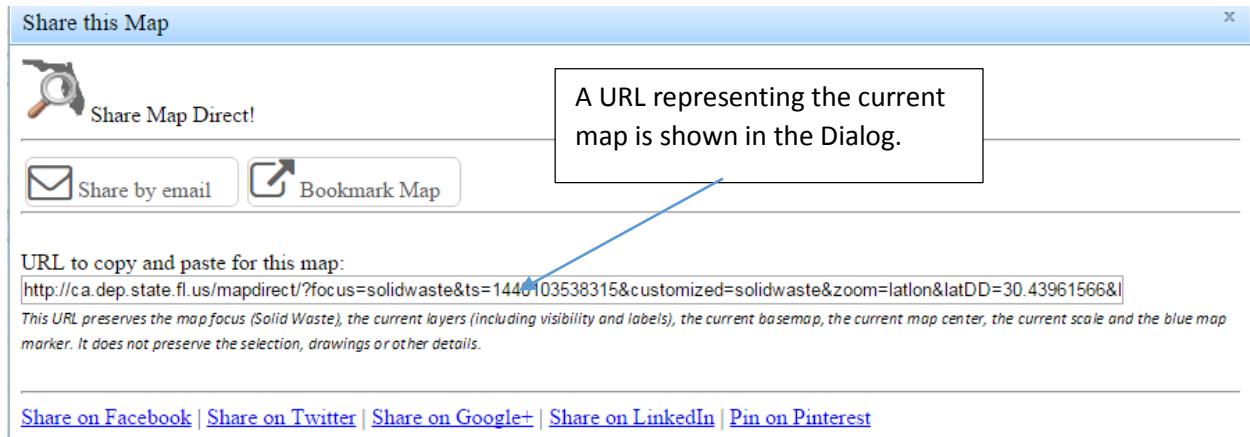 Share this Map
x
Share Map Direct!
A URL representing the current
map is shown in the Dialog.
Share by email
Bookmark Map
URL to copy and paste for this map:
http://ca.dep.state.fl.us/mapdirect/?focus=solidwaste&ts=1440103538315&customized=solidwaste&zoom=latlon&latDD=30.43961566&l
This URL preserves the map focus (Solid Waste), the current layers (including visibility and labels), the current basemap, the current map center, the current scale and the blue map
marker. It does not preserve the selection, drawings or other details.
Share on Facebook | Share on Twitter | Share on Google+ | Share on LinkedIn | Pin on Pinterest